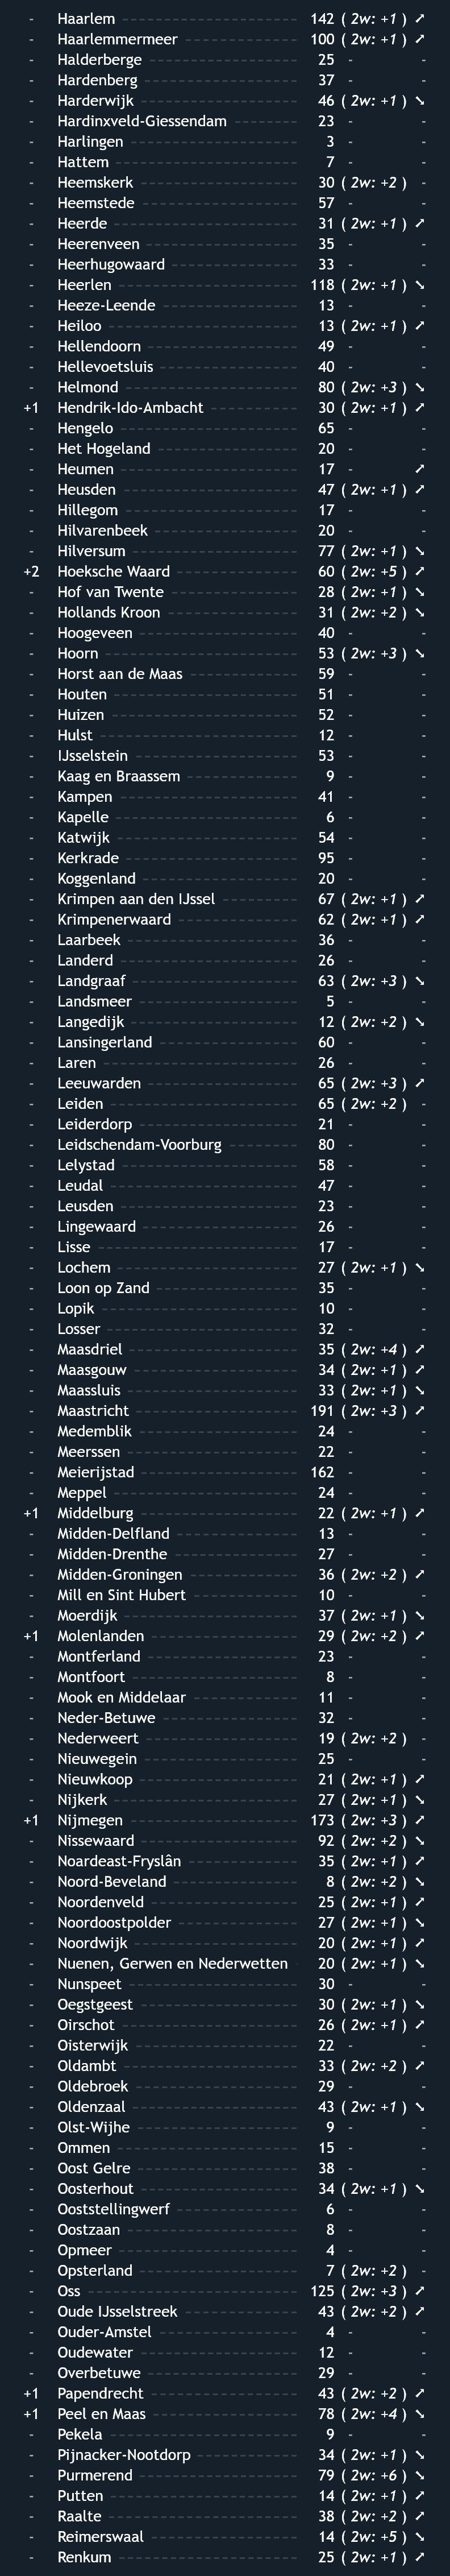 - Haarlem 142 ( 2w: +1 ) ➚
- Haarlemmermeer 100 ( 2w: +1 ) ➚
- Halderberge 25 - -
- Hardenberg 37 - -
- Harderwijk 46 ( 2w: +1 ) ➘
- Hardinxveld-Giessendam 23 - -
- Harlingen 3 - -
- Hattem 7 - -
- Heemskerk 30 ( 2w: +2 ) -
- Heemstede 57 - -
- Heerde 31 ( 2w: +1 ) ➚
- Heerenveen 35 - -
- Heerhugowaard 33 - -
- Heerlen 118 ( 2w: +1 ) ➘
- Heeze-Leende 13 - -
- Heiloo 13 ( 2w: +1 ) ➚
- Hellendoorn 49 - -
- Hellevoetsluis 40 - -
- Helmond 80 ( 2w: +3 ) ➘
+1 Hendrik-Ido-Ambacht 30 ( 2w: +1 ) ➚
- Hengelo 65 - -
- Het Hogeland 20 - -
- Heumen 17 - ➚
- Heusden 47 ( 2w: +1 ) ➚
- Hillegom 17 - -
- Hilvarenbeek 20 - -
- Hilversum 77 ( 2w: +1 ) ➘
+2 Hoeksche Waard 60 ( 2w: +5 ) ➚
- Hof van Twente 28 ( 2w: +1 ) ➘
- Hollands Kroon 31 ( 2w: +2 ) ➘
- Hoogeveen 40 - -
- Hoorn 53 ( 2w: +3 ) ➘
- Horst aan de Maas 59 - -
- Houten 51 - -
- Huizen 52 - -
- Hulst 12 - -
- IJsselstein 53 - -
- Kaag en Braassem 9 - -
- Kampen 41 - -
- Kapelle 6 - -
- Katwijk 54 - -
- Kerkrade 95 - -
- Koggenland 20 - -
- Krimpen aan den IJssel 67 ( 2w: +1 ) ➚
- Krimpenerwaard 62 ( 2w: +1 ) ➚
- Laarbeek 36 - -
- Landerd 26 - -
- Landgraaf 63 ( 2w: +3 ) ➘
- Landsmeer 5 - -
- Langedijk 12 ( 2w: +2 ) ➘
- Lansingerland 60 - -
- Laren 26 - -
- Leeuwarden 65 ( 2w: +3 ) ➚
- Leiden 65 ( 2w: +2 ) -
- Leiderdorp 21 - -
- Leidschendam-Voorburg 80 - -
- Lelystad 58 - -
- Leudal 47 - -
- Leusden 23 - -
- Lingewaard 26 - -
- Lisse 17 - -
- Lochem 27 ( 2w: +1 ) ➘
- Loon op Zand 35 - -
- Lopik 10 - -
- Losser 32 - -
- Maasdriel 35 ( 2w: +4 ) ➚
- Maasgouw 34 ( 2w: +1 ) ➚
- Maassluis 33 ( 2w: +1 ) ➘
- Maastricht 191 ( 2w: +3 ) ➚
- Medemblik 24 - -
- Meerssen 22 - -
- Meierijstad 162 - -
- Meppel 24 - -
+1 Middelburg 22 ( 2w: +1 ) ➚
- Midden-Delfland 13 - -
- Midden-Drenthe 27 - -
- Midden-Groningen 36 ( 2w: +2 ) ➚
- Mill en Sint Hubert 10 - -
- Moerdijk 37 ( 2w: +1 ) ➘
+1 Molenlanden 29 ( 2w: +2 ) ➚
- Montferland 23 - -
- Montfoort 8 - -
- Mook en Middelaar 11 - -
- Neder-Betuwe 32 - -
- Nederweert 19 ( 2w: +2 ) -
- Nieuwegein 25 - -
- Nieuwkoop 21 ( 2w: +1 ) ➚
- Nijkerk 27 ( 2w: +1 ) ➘
+1 Nijmegen 173 ( 2w: +3 ) ➚
- Nissewaard 92 ( 2w: +2 ) ➘
- Noardeast-Fryslân 35 ( 2w: +1 ) ➚
- Noord-Beveland 8 ( 2w: +2 ) ➘
- Noordenveld 25 ( 2w: +1 ) ➚
- Noordoostpolder 27 ( 2w: +1 ) ➘
- Noordwijk 20 ( 2w: +1 ) ➚
- Nuenen, Gerwen en Nederwetten 20 ( 2w: +1 ) ➘
- Nunspeet 30 - -
- Oegstgeest 30 ( 2w: +1 ) ➘
- Oirschot 26 ( 2w: +1 ) ➚
- Oisterwijk 22 - -
- Oldambt 33 ( 2w: +2 ) ➚
- Oldebroek 29 - -
- Oldenzaal 43 ( 2w: +1 ) ➘
- Olst-Wijhe 9 - -
- Ommen 15 - -
- Oost Gelre 38 - -
- Oosterhout 34 ( 2w: +1 ) ➘
- Ooststellingwerf 6 - -
- Oostzaan 8 - -
- Opmeer 4 - -
- Opsterland 7 ( 2w: +2 ) -
- Oss 125 ( 2w: +3 ) ➚
- Oude IJsselstreek 43 ( 2w: +2 ) ➚
- Ouder-Amstel 4 - -
- Oudewater 12 - -
- Overbetuwe 29 - -
+1 Papendrecht 43 ( 2w: +2 ) ➚
+1 Peel en Maas 78 ( 2w: +4 ) ➘
- Pekela 9 - -
- Pijnacker-Nootdorp 34 ( 2w: +1 ) ➘
- Purmerend 79 ( 2w: +6 ) ➘
- Putten 14 ( 2w: +1 ) ➚
- Raalte 38 ( 2w: +2 ) ➚
- Reimerswaal 14 ( 2w: +5 ) ➘
- Renkum 25 ( 2w: +1 ) ➚